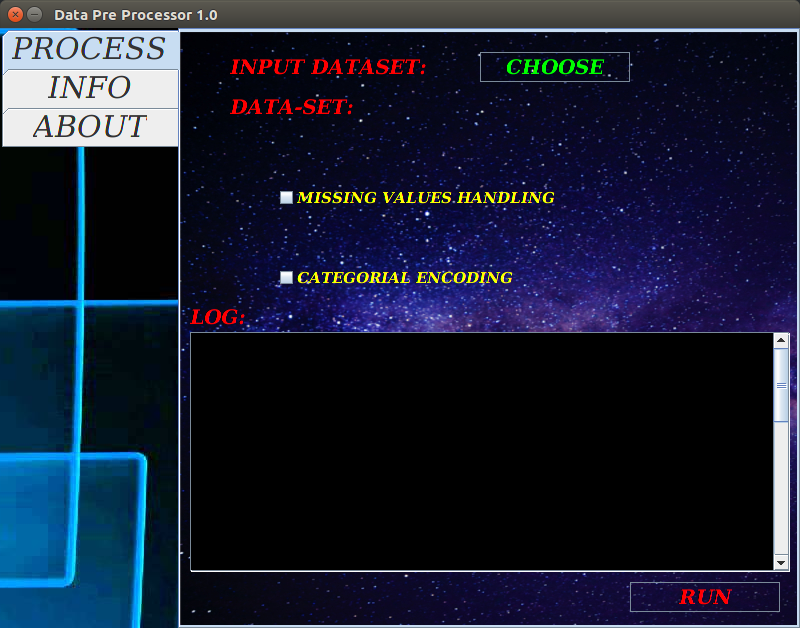 Data Pre Processor 1.0
PROCESS
INFO
ABOUT
INPUT DATASET:
CHOOSE
DATA-SET:
MISSING VALUES HANDLING
CATEGORIAL ENCODING
LOG:
RUN